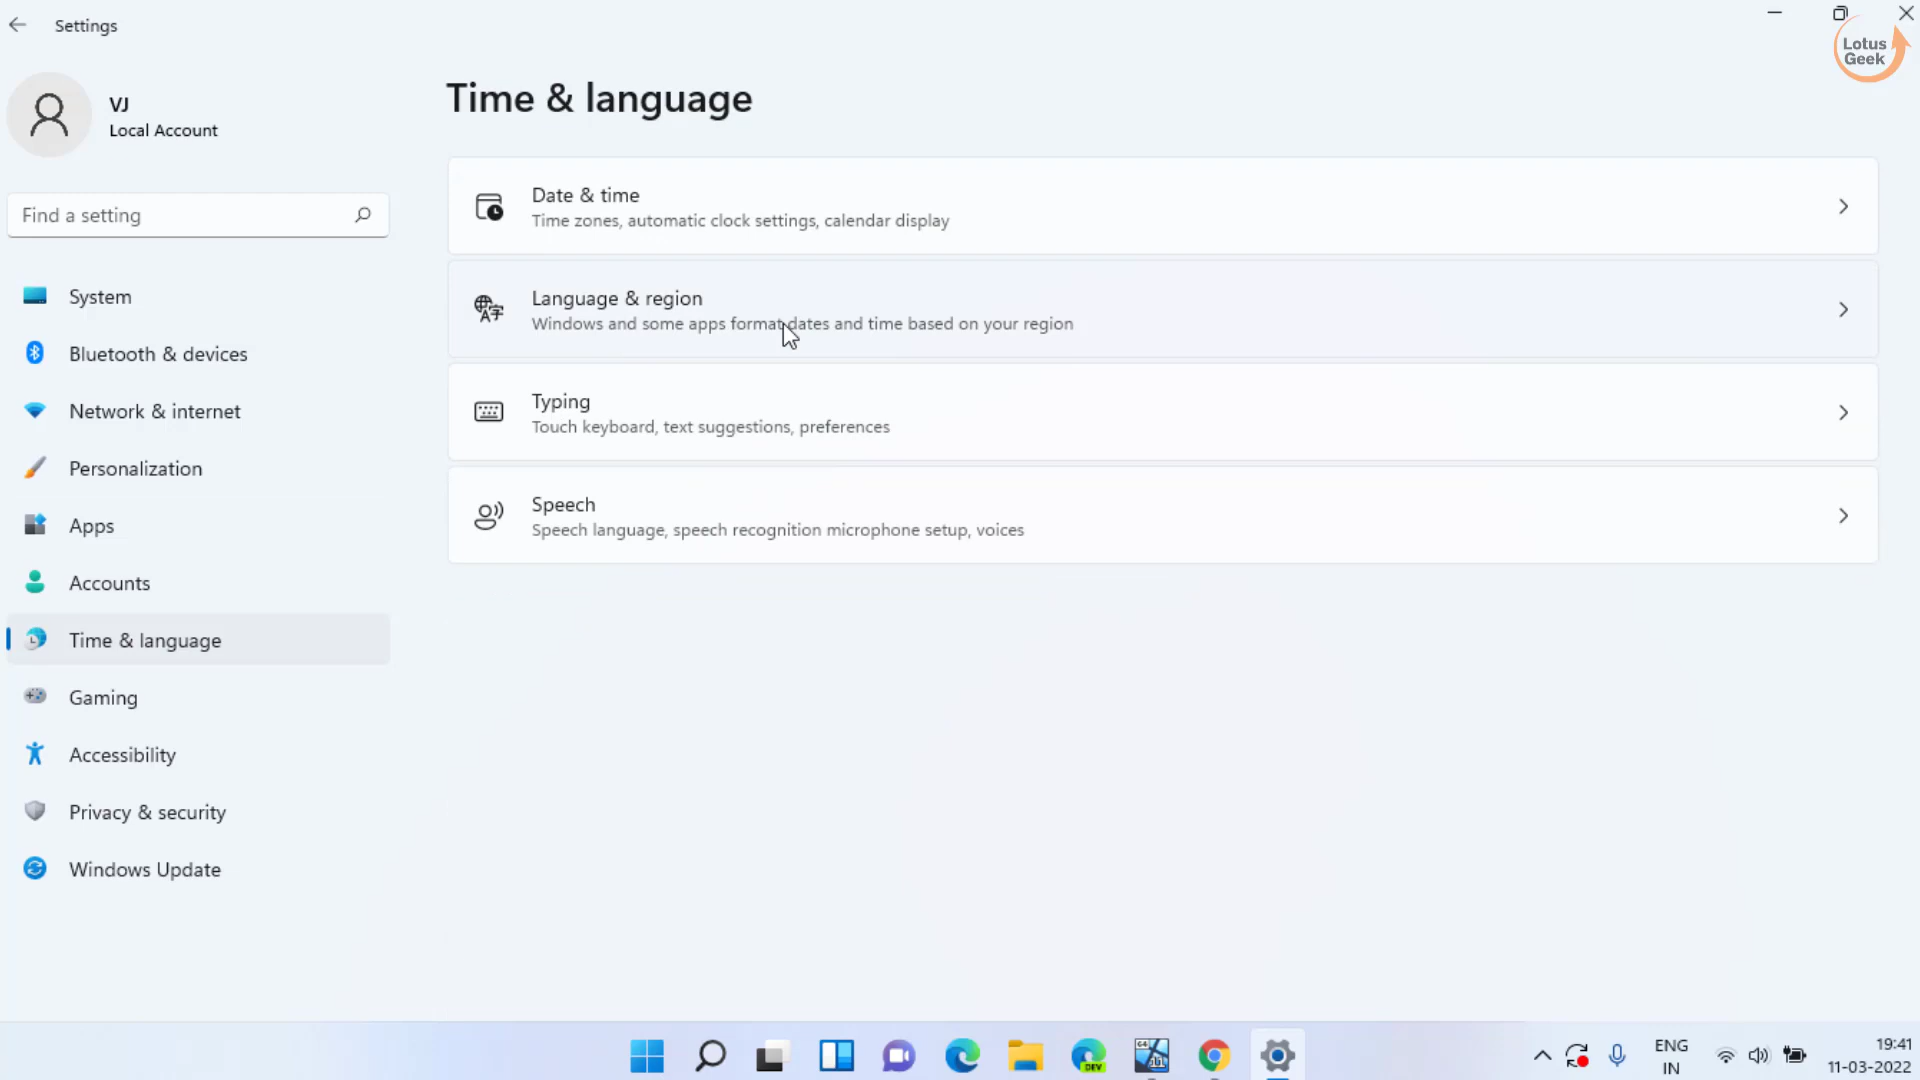 Settings
Lotus
Geek
VJ
Local Account
Find a setting
System
Bluetooth & devices
Network & internet
Personalization
Apps
Accounts
Time & language
Gaming
Accessibility
Privacy & security
Windows Update
Time & language
Date & time
Time zones, automatic clock settings, calendar display
Language & region
Windows and some apps format dates and time based on your region
Typing
Touch keyboard, text suggestions, preferences
Speech
Speech language, speech recognition microphone setup, voices
DEV
ENG
IN
19:41
11-03-2022